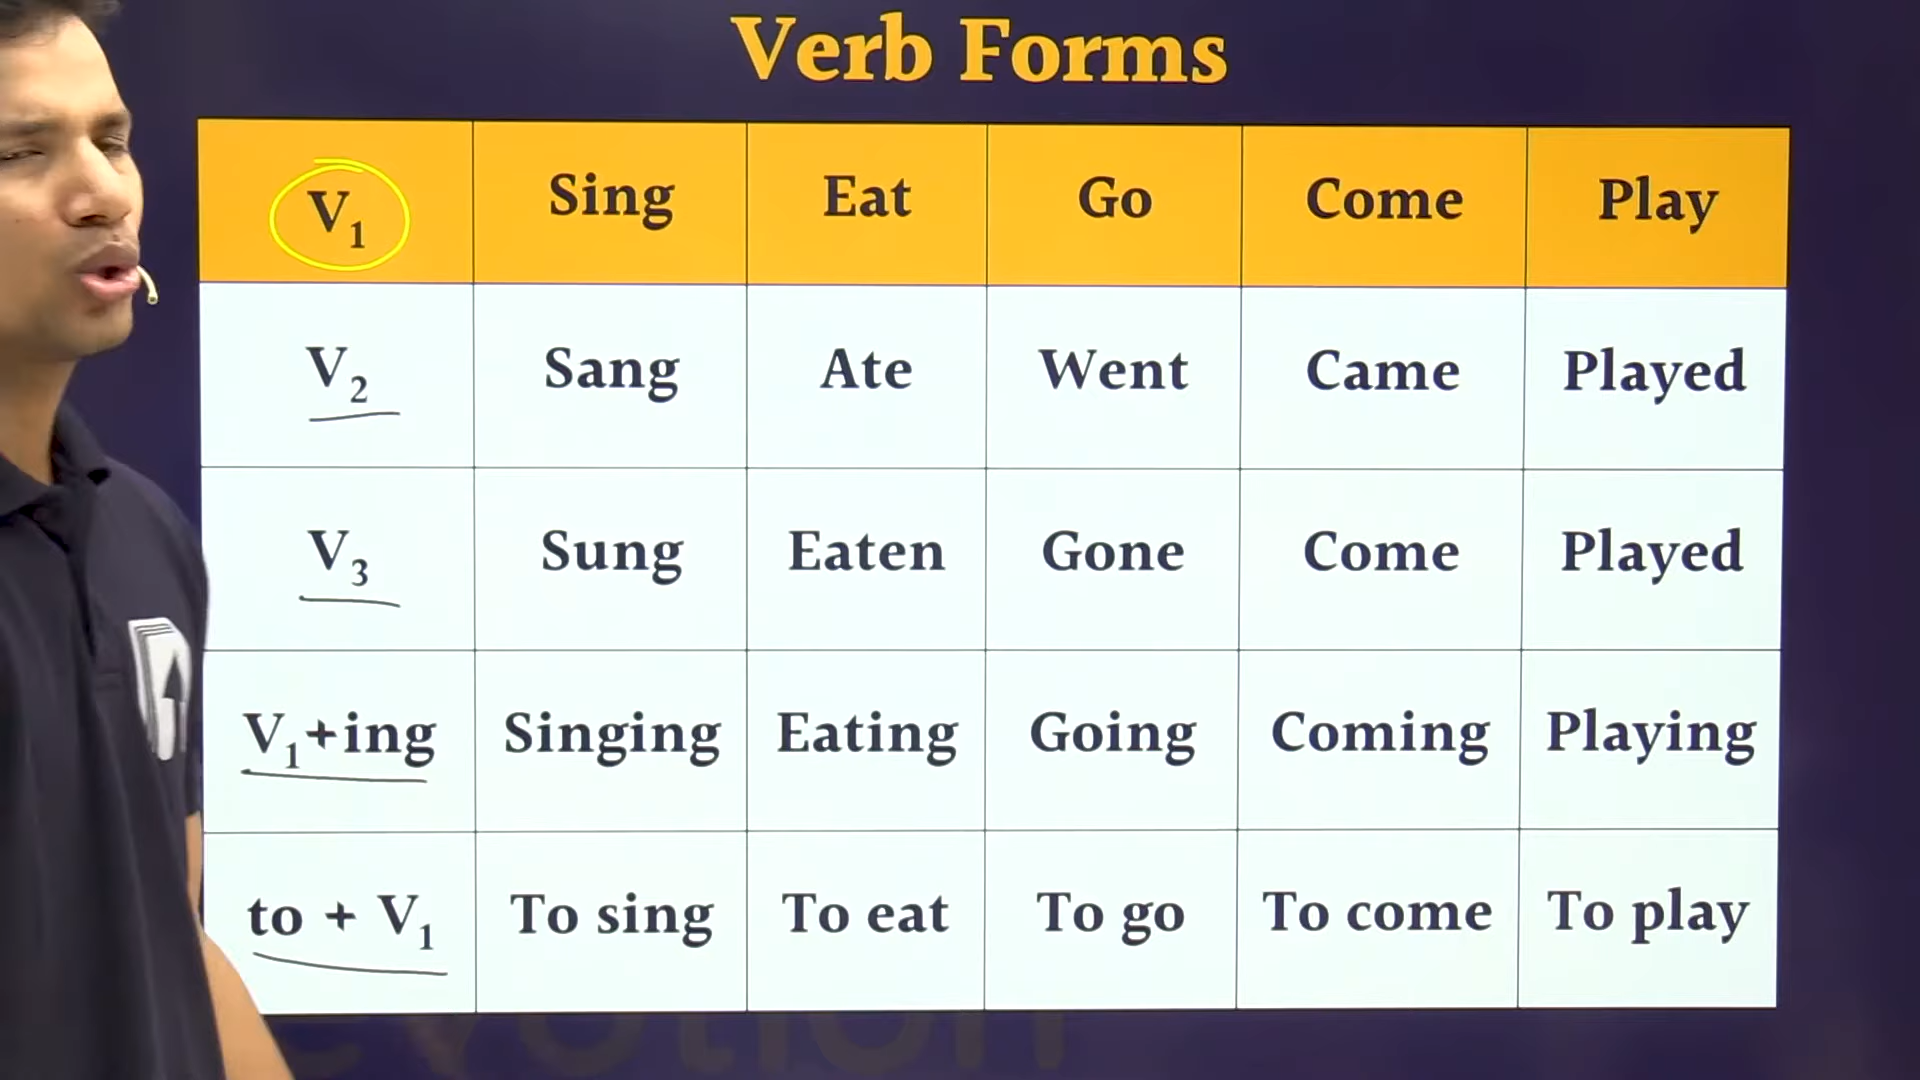 Verb Forms
V₁ Sing Eat Go Come Play
V₂ Sang Ate Went Came Played
V₃ Sung Eaten Gone Come Played
V₁+ing Singing Eating Going Coming Playing
to + V₁ To sing To eat To go To come To play